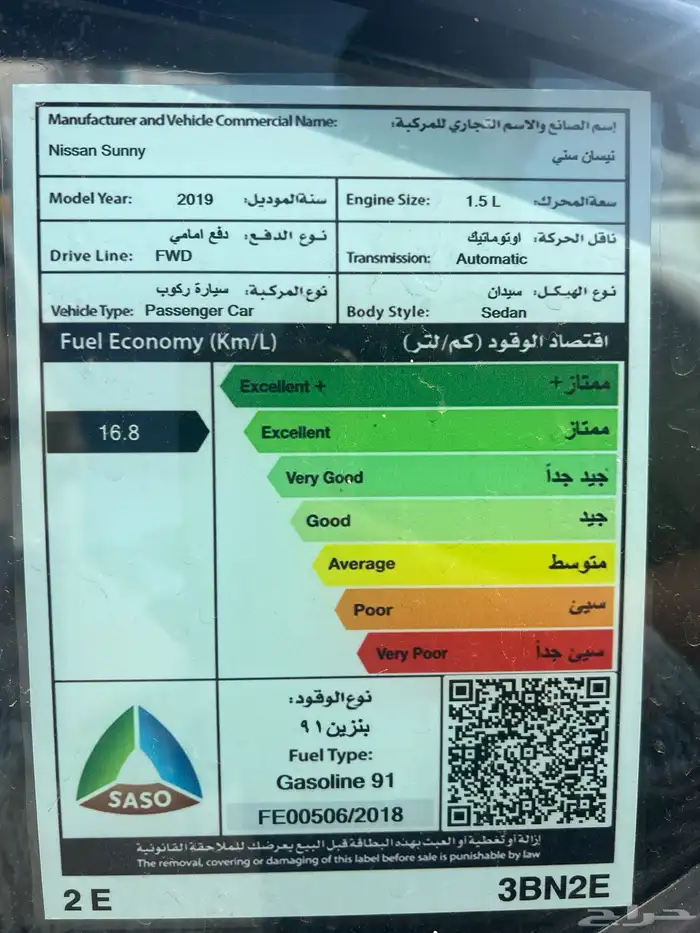 Manufacturer and Vehicle Commercial Name: إسم الصانع والاسم التجاري للمركبة:
Nissan Sunny نيسان سني
Model Year: 2019 سنة الموديل: Engine Size: 1.5 L سعة المحرك:
نوع الدفع: دفع امامي ناقل الحركة: اوتوماتيك
Drive Line: FWD Transmission: Automatic
نوع المركبة: سيارة ركوب نوع الهيكل: سيدان
Vehicle Type: Passenger Car Body Style: Sedan
Fuel Economy (Km/L) اقتصاد الوقود (كم/لتر)
Excellent + ممتاز+
16.8 Excellent ممتاز
Very Good جيد جداً
Good جيد
Average متوسط
Poor سيئ
Very Poor سيئ جداً
نوع الوقود:
بنزين ٩١
Fuel Type:
Gasoline 91
SASO
FE00506/2018
إزالة أو تغطية أو العبث بهذه البطاقة قبل البيع يعرضك للملاحقة القانونية
The removal, covering or damaging of this label before sale is punishable by law
2 E 3BN2E
حراج